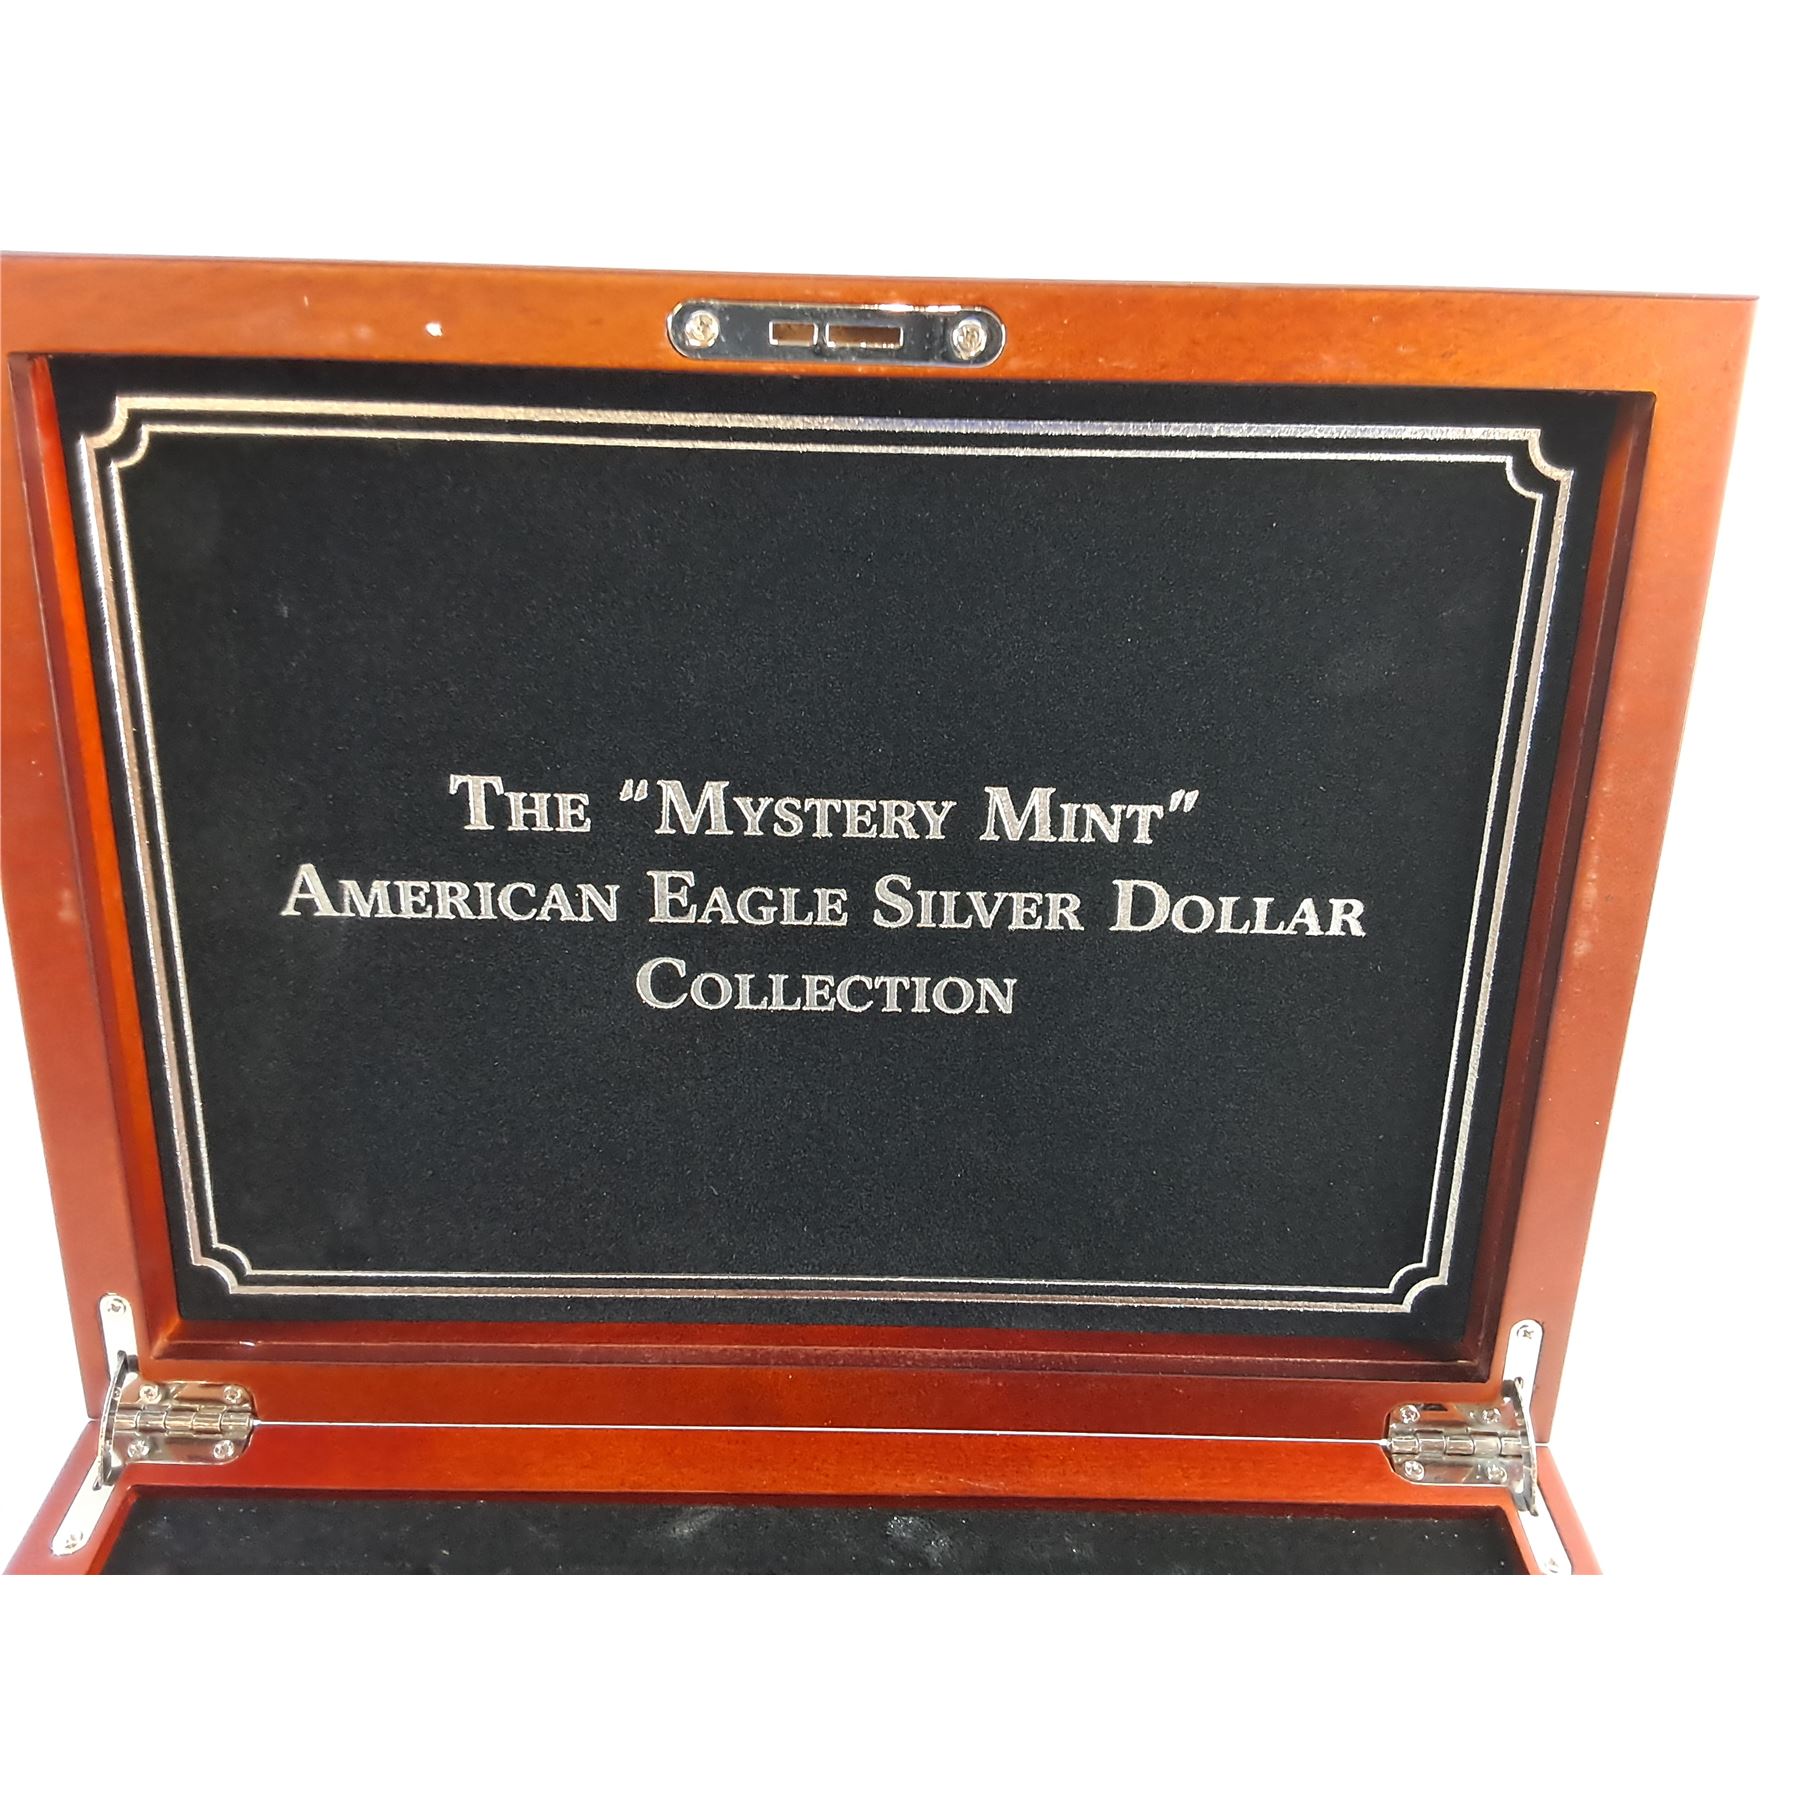 The “Mystery Mint”
American Eagle Silver Dollar
Collection